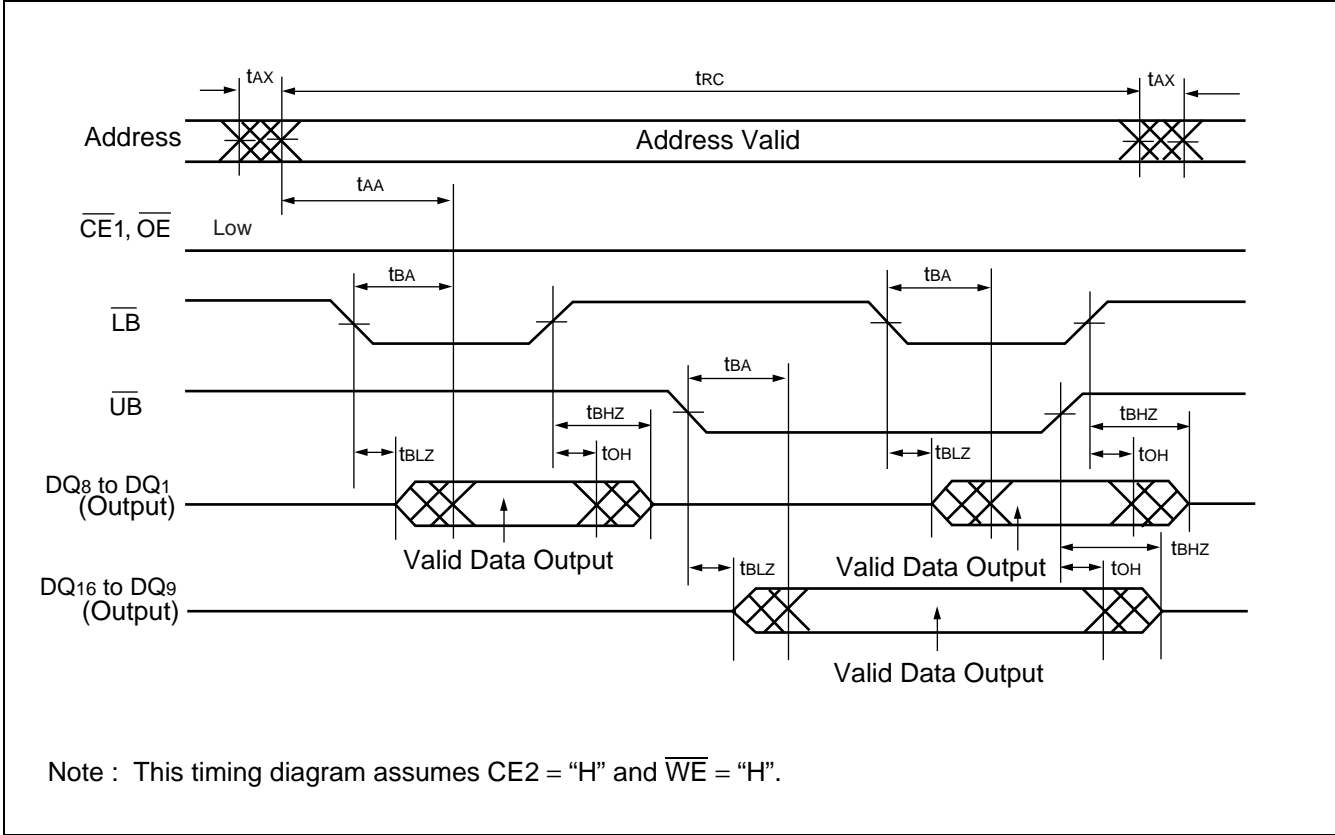 tAX tRC tAX
Address Address Valid
tAA
CE1, OE Low
tBA tBA
LB
tBA
UB
tBHZ tBHZ
tBLZ tOH tBLZ tOH
DQ8 to DQ1
(Output)
Valid Data Output Valid Data Output tBHZ
tBLZ tOH
DQ16 to DQ9
(Output)
Valid Data Output
Note : This timing diagram assumes CE2 = “H” and WE = “H”.